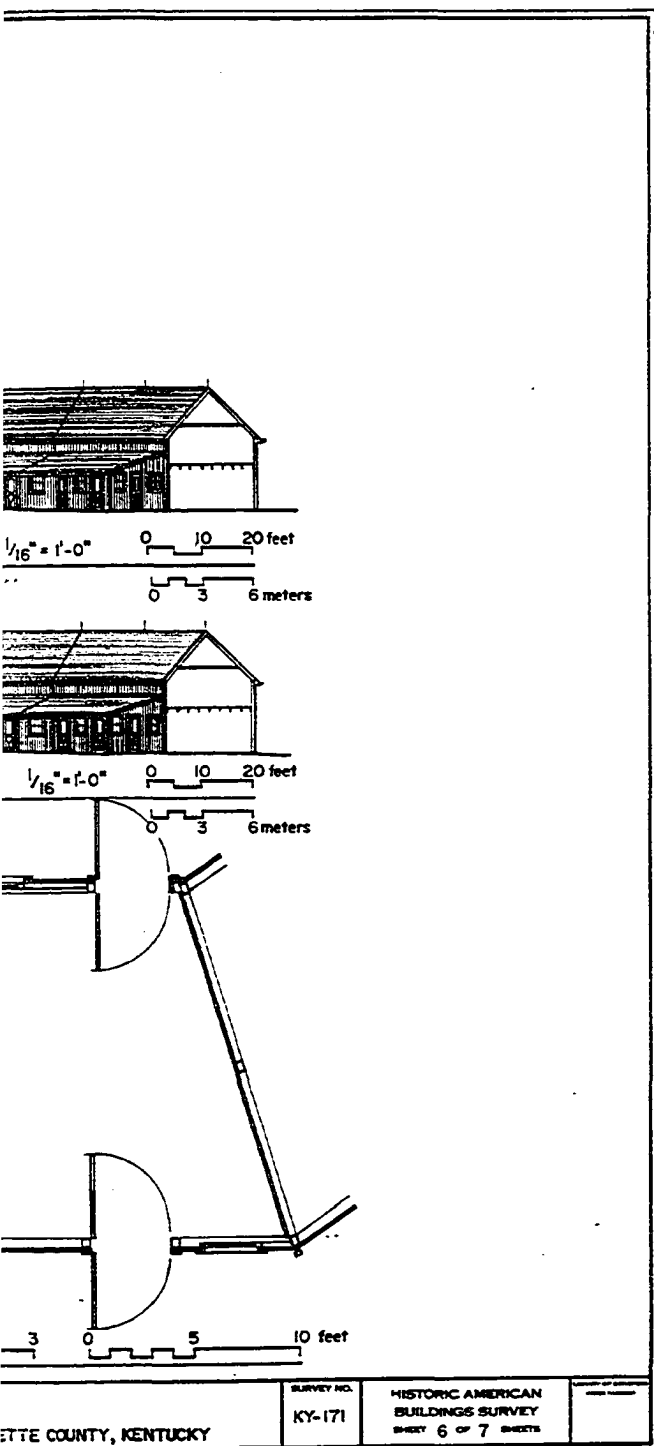 1/16" = 1'-0"
0 10 20 feet
0 3 6 meters
1/16" = 1'-0"
0 10 20 feet
0 3 6 meters
3 0 5 10 feet
ETTE COUNTY, KENTUCKY
SURVEY NO.
KY-171
HISTORIC AMERICAN
BUILDINGS SURVEY
SHEET 6 OF 7 SHEETS